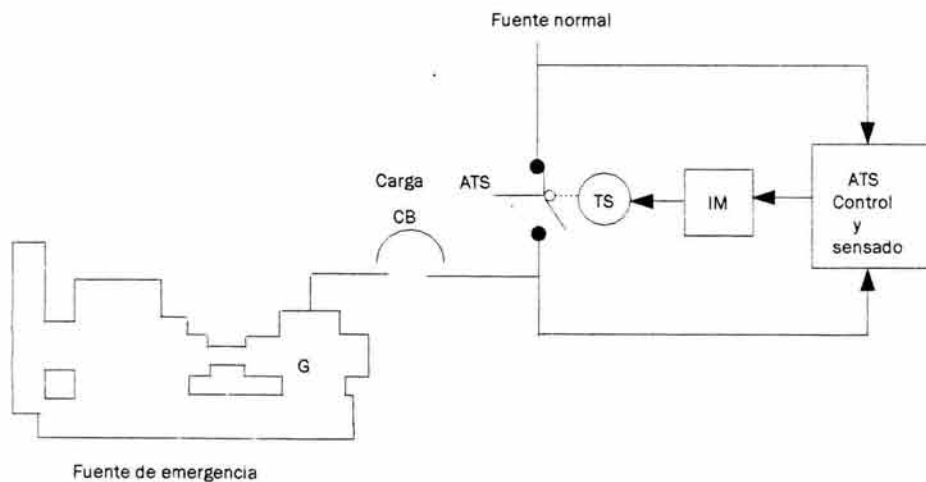 Fuente normal
Carga
ATS
CB
TS
IM
ATS
Control
y
sensado
G
Fuente de emergencia